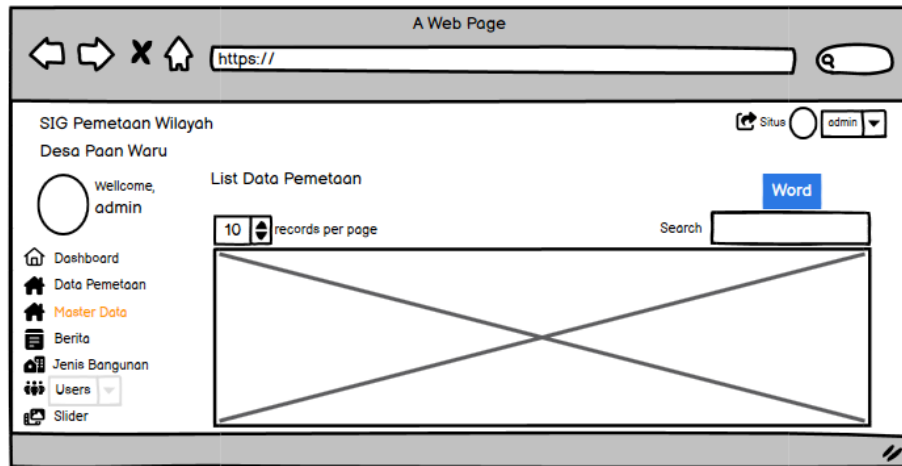 A Web Page
https://
SIG Pemetaan Wilayah
Desa Paan Waru
Situs
admin
Wellcome,
admin
List Data Pemetaan
Word
10 records per page
Search
Dashboard
Data Pemetaan
Master Data
Berita
Jenis Bangunan
Users
Slider